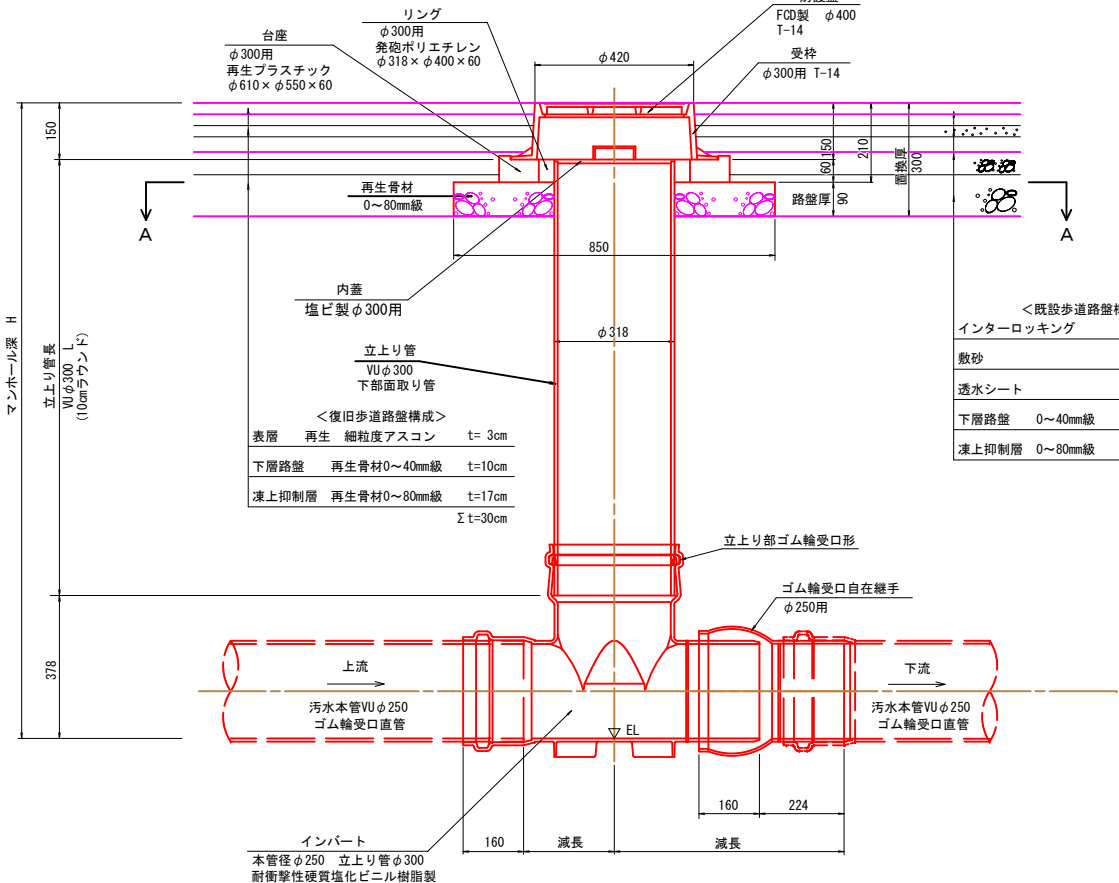 FCD製 φ400
T-14
リング
φ300用
発砲ポリエチレン
φ318×φ400×60
台座
φ300用
再生プラスチック
φ610×φ550×60
φ420
受枠
φ300用 T-14
150
60
150
210
置換厚
300
路盤厚
90
再生骨材
0～80mm級
A
A
850
内蓋
塩ビ製φ300用
φ318
マンホール深 H
立上り管長
VUφ300 L
(10cmラウンド)
立上り管
VUφ300
下部面取り管
＜復旧歩道路盤構成＞
表層 再生 細粒度アスコン t= 3cm
下層路盤 再生骨材0～40mm級 t=10cm
凍上抑制層 再生骨材0～80mm級 t=17cm
Σt=30cm
＜既設歩道路盤
インターロッキング
敷砂
透水シート
下層路盤 0～40mm級
凍上抑制層 0～80mm級
立上り部ゴム輪受口形
ゴム輪受口自在継手
φ250用
378
上流
汚水本管VUφ250
ゴム輪受口直管
下流
汚水本管VUφ250
ゴム輪受口直管
EL
160
224
160
減長
減長
インバート
本管径φ250 立上り管φ300
耐衝撃性硬質塩化ビニル樹脂製